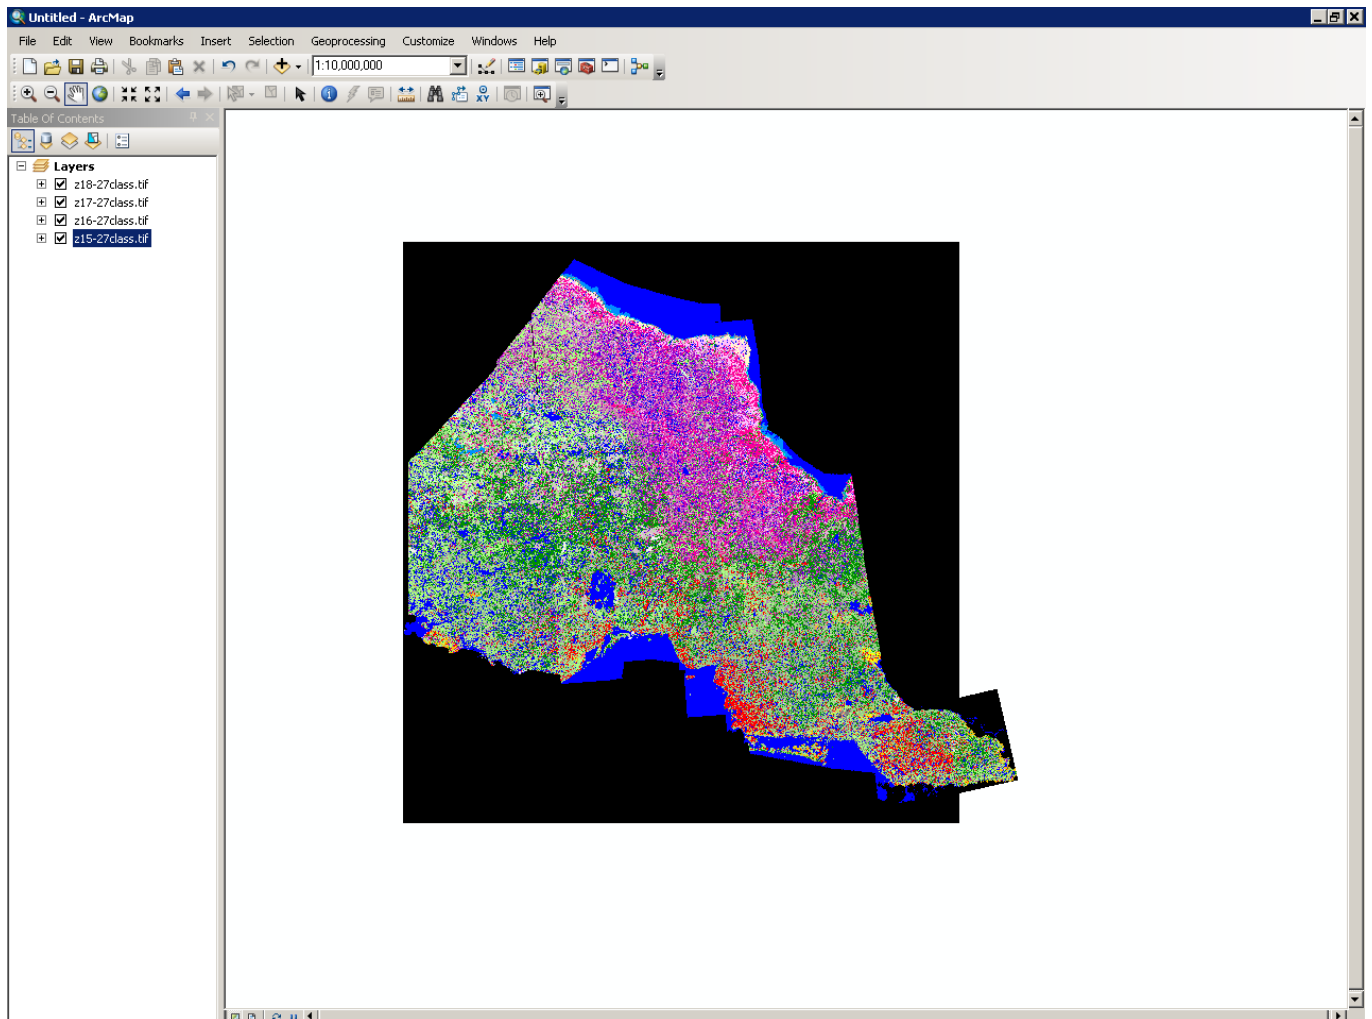 Untitled - ArcMap
File Edit View Bookmarks Insert Selection Geoprocessing Customize Windows Help
1:10,000,000
XY
Table Of Contents
Layers
z18-27class.tif
z17-27class.tif
z16-27class.tif
z15-27class.tif